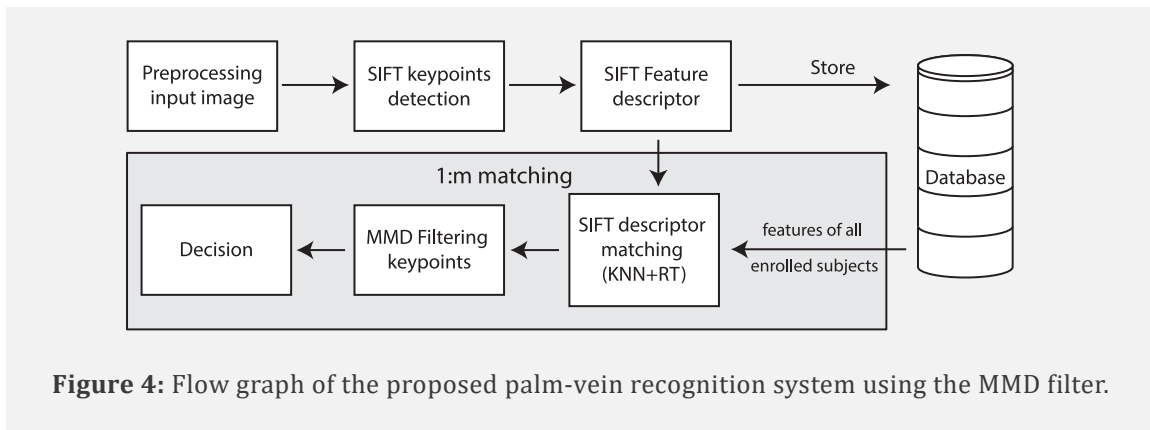 Preprocessing
input image
SIFT keypoints
detection
SIFT Feature
descriptor
Store
Database
1:m matching
Decision
MMD Filtering
keypoints
SIFT descriptor
matching
(KNN+RT)
features of all
enrolled subjects
Figure 4: Flow graph of the proposed palm-vein recognition system using the MMD filter.